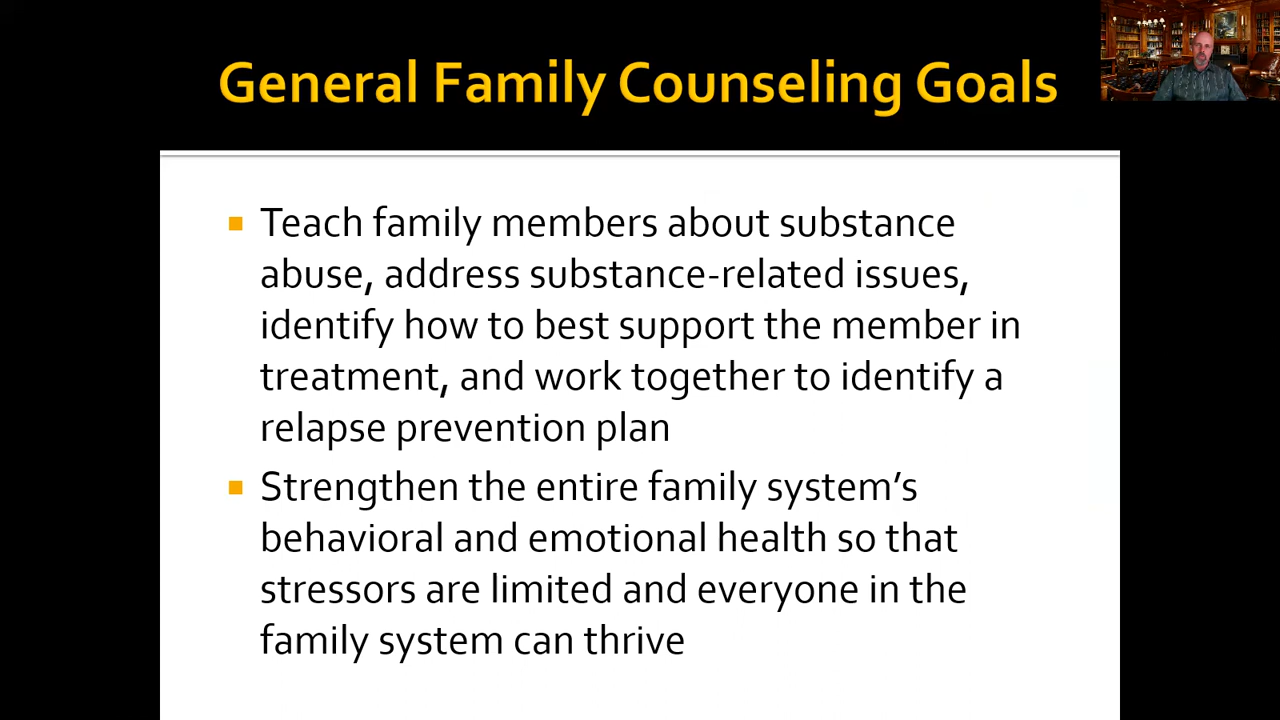 General Family Counseling Goals
Teach family members about substance
abuse, address substance-related issues,
identify how to best support the member in
treatment, and work together to identify a
relapse prevention plan
Strengthen the entire family system’s
behavioral and emotional health so that
stressors are limited and everyone in the
family system can thrive